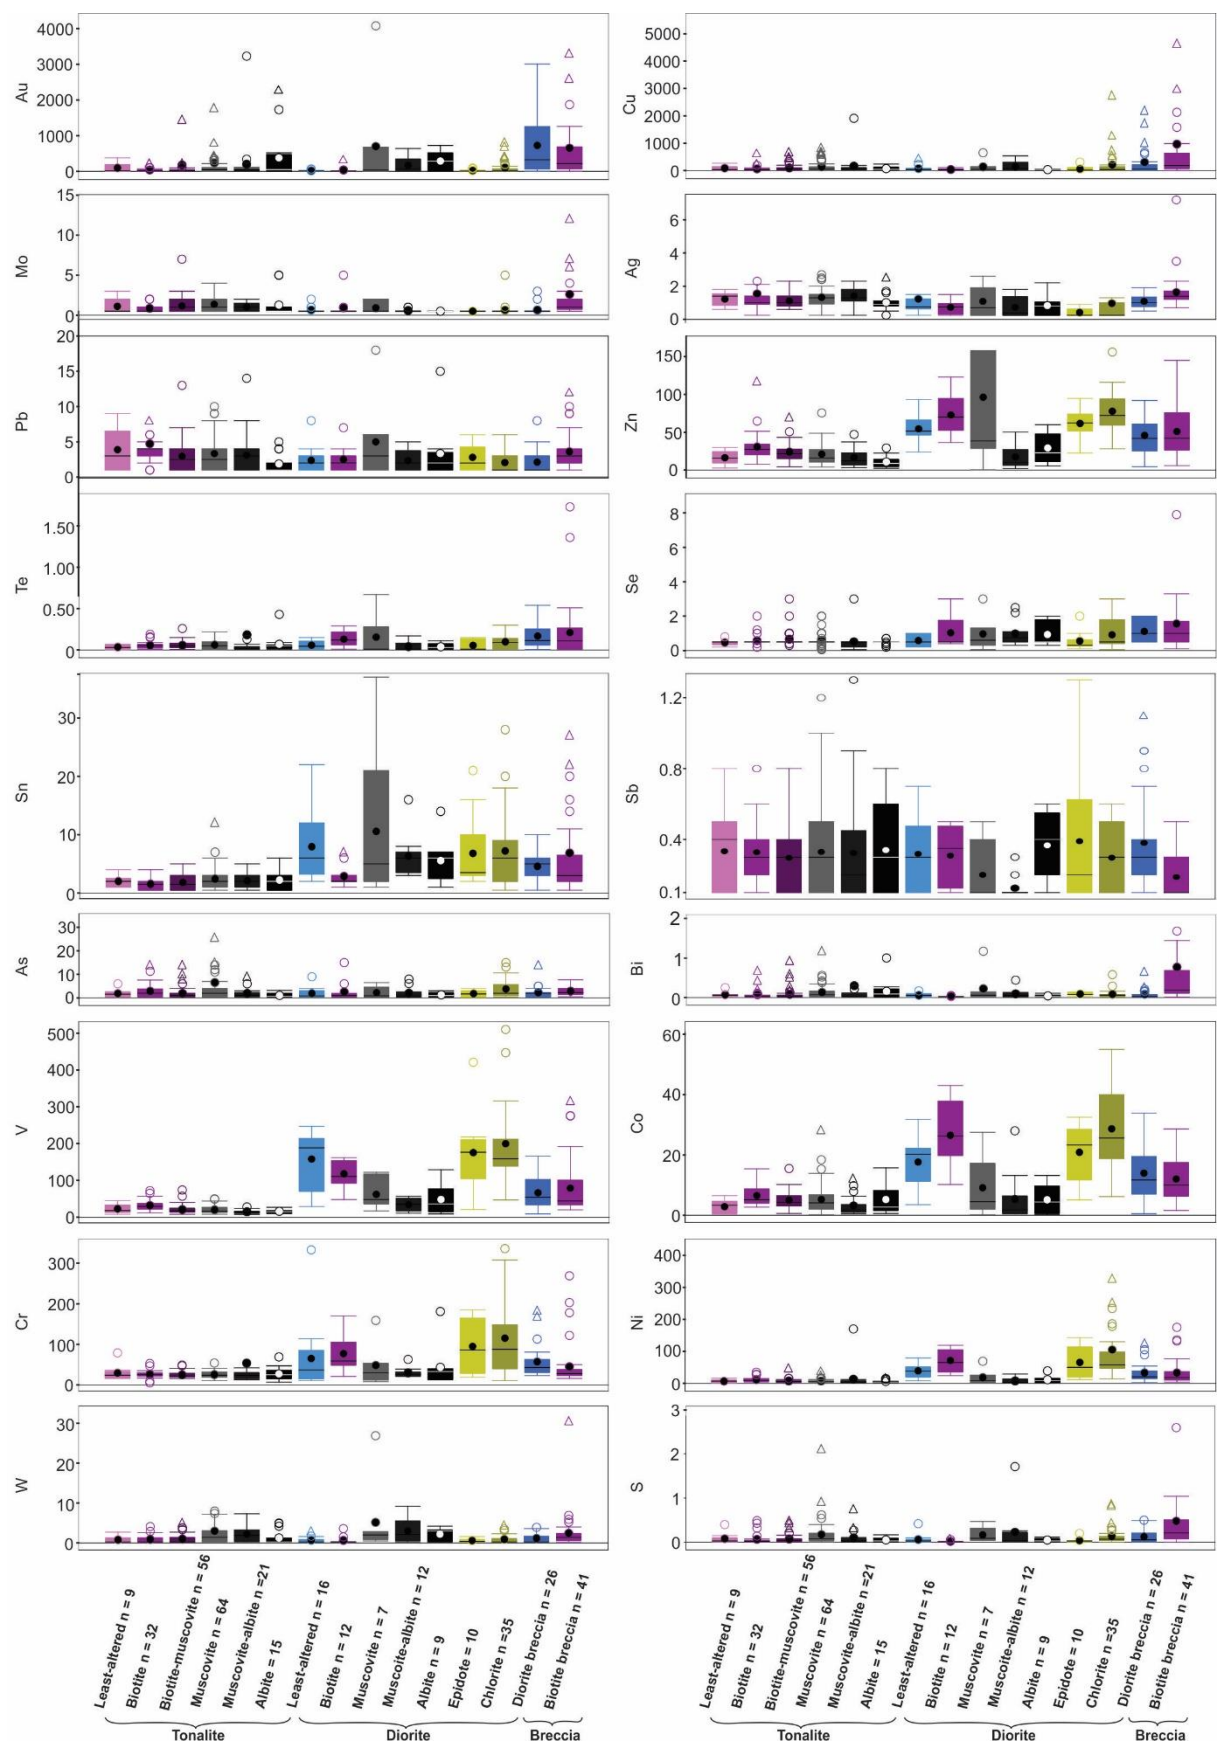 Au
4000
3000
2000
1000
0
Cu
5000
4000
3000
2000
1000
0
Mo
15
10
5
0
Ag
6
4
2
0
Pb
20
15
10
5
0
Zn
150
100
50
0
Te
1.50
1.00
0.50
0
Se
8
6
4
2
0
Sn
30
20
10
0
Sb
1.2
0.8
0.4
0.1
As
30
20
10
0
Bi
2
1
0
V
500
400
300
200
100
0
Co
60
40
20
0
Cr
300
200
100
0
Ni
400
300
200
100
0
W
30
20
10
0
S
3
2
1
0
Least-altered n = 9
Biotite n = 32
Biotite-muscovite n = 56
Muscovite n = 64
Muscovite-albite n =21
Albite = 15
Least-altered n = 16
Biotite n = 12
Muscovite n = 7
Muscoite-albite n = 12
Albite n = 9
Epidote n = 10
Chlorite n =35
Diorite breccia n = 26
Biotite breccia n = 41
Tonalite
Diorite
Breccia
Least-altered n = 9
Biotite n = 32
Biotite-muscovite n = 56
Muscovite n = 64
Muscovite-albite n =21
Albite = 15
Least-altered n = 16
Biotite n = 12
Muscovite n = 7
Muscoite-albite n = 12
Albite n = 9
Epidote n = 10
Chlorite n =35
Diorite breccia n = 26
Biotite breccia n = 41
Tonalite
Diorite
Breccia